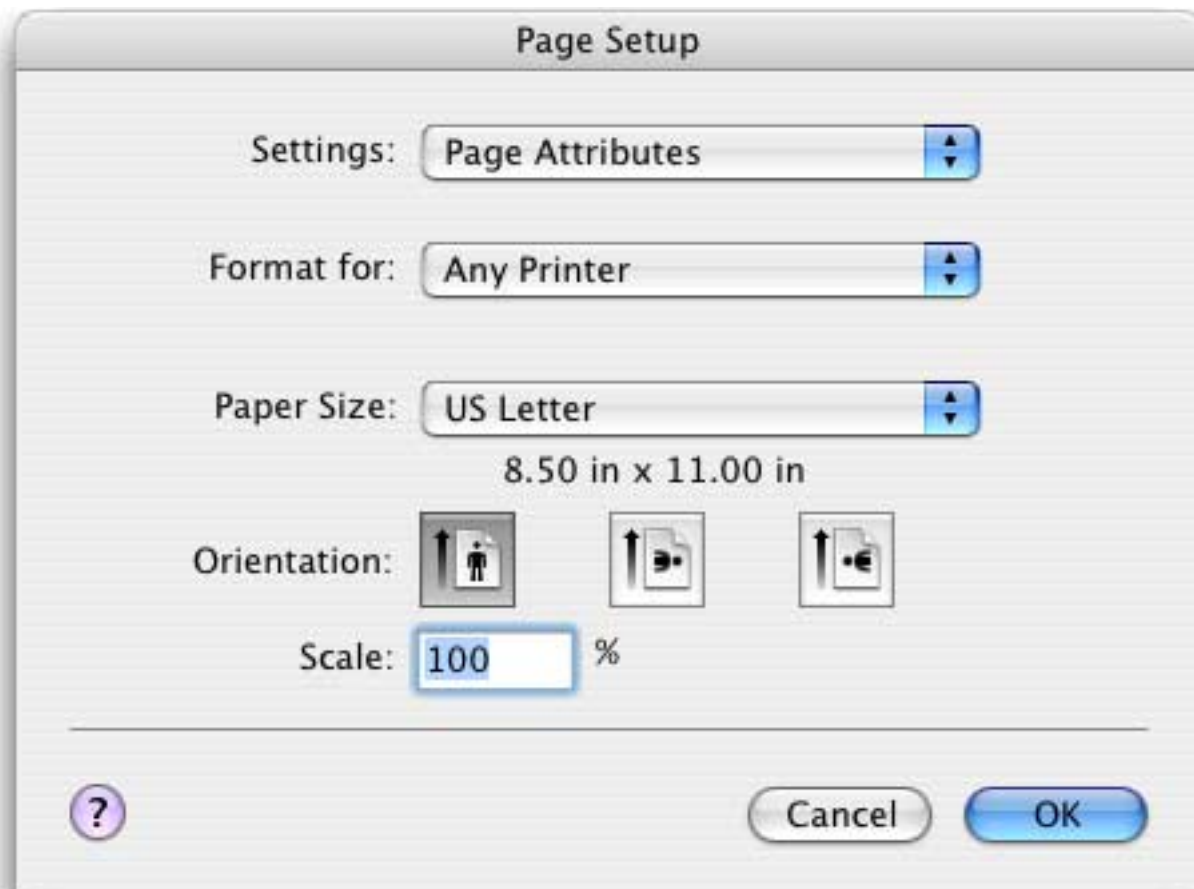 Page Setup
Settings: Page Attributes
Format for: Any Printer
Paper Size: US Letter
8.50 in x 11.00 in
Orientation:
Scale: 100 %
? Cancel OK